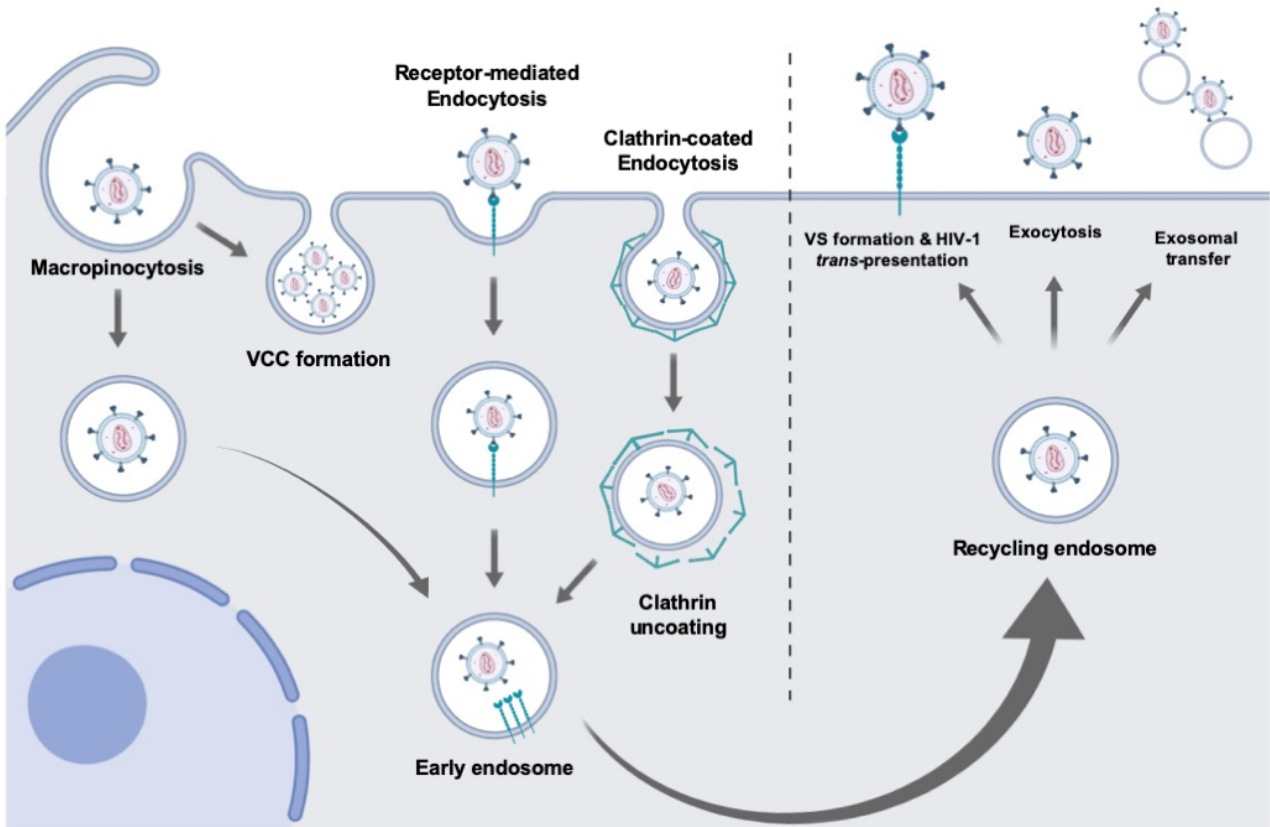 Receptor-mediated
Endocytosis
Clathrin-coated
Endocytosis
Macropinocytosis
VCC formation
VS formation & HIV-1
trans-presentation
Exocytosis
Exosomal
transfer
Recycling endosome
Clathrin
uncoating
Early endosome